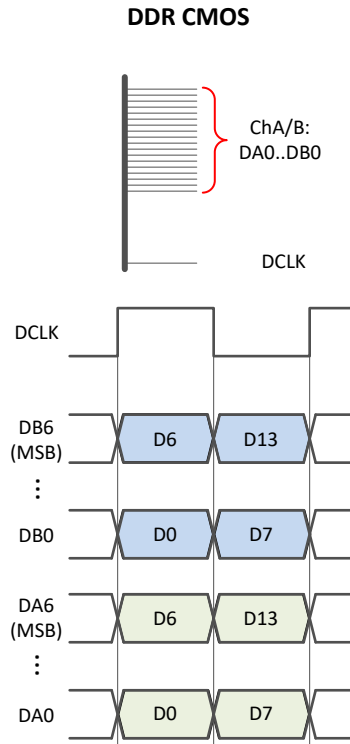 DDR CMOS
ChA/B:
DA0..DB0
DCLK
DCLK
DB6
(MSB)
D6 D13
⋮
DB0 D0 D7
DA6
(MSB)
D6 D13
⋮
DA0 D0 D7